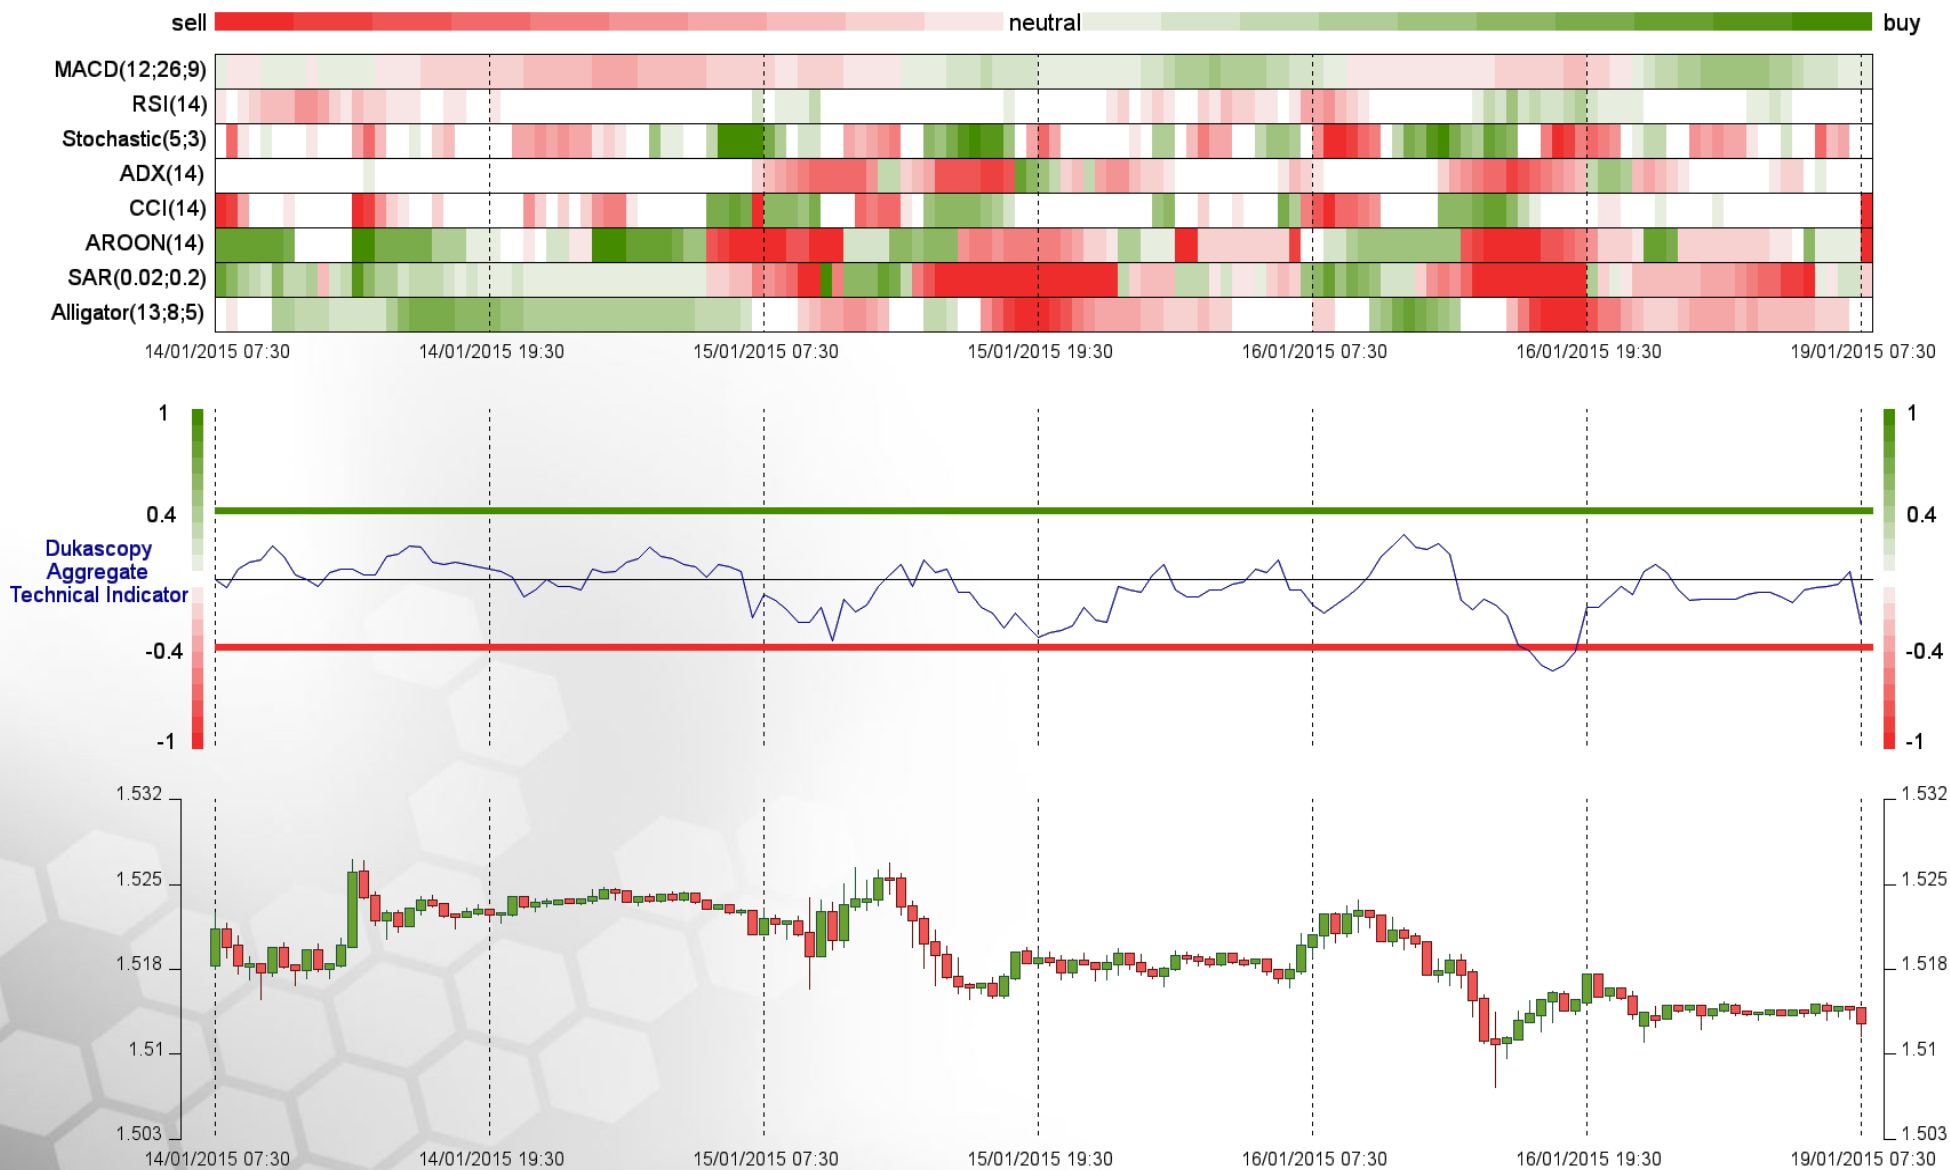 sell neutral buy
MACD(12;26;9)
RSI(14)
Stochastic(5;3)
ADX(14)
CCI(14)
AROON(14)
SAR(0.02;0.2)
Alligator(13;8;5)
14/01/2015 07:30 14/01/2015 19:30 15/01/2015 07:30 15/01/2015 19:30 16/01/2015 07:30 16/01/2015 19:30 19/01/2015 07:30
1 1
0.4 0.4
Dukascopy
Aggregate
Technical Indicator
-0.4 -0.4
-1 -1
1.532 1.532
1.525 1.525
1.518 1.518
1.51 1.51
1.503 1.503
14/01/2015 07:30 14/01/2015 19:30 15/01/2015 07:30 15/01/2015 19:30 16/01/2015 07:30 16/01/2015 19:30 19/01/2015 07:30